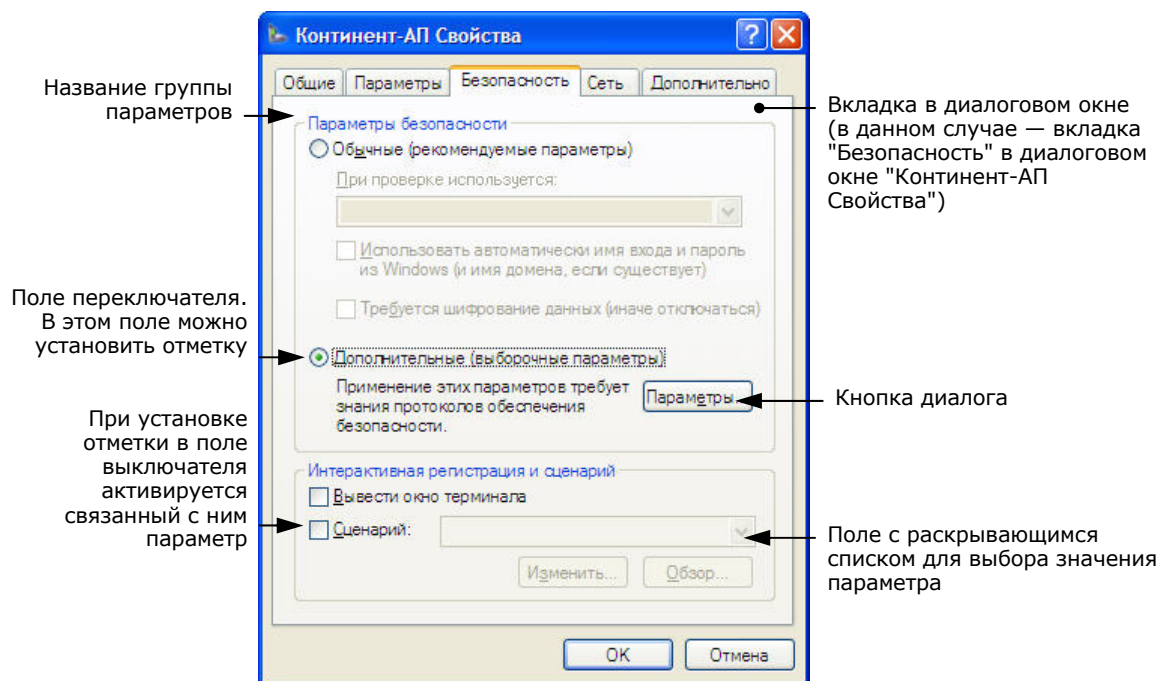 Континент-АП Свойства
Общие Параметры Безопасность Сеть Дополнительно
Название группы
параметров
Вкладка в диалоговом окне
(в данном случае — вкладка
"Безопасность" в диалоговом
окне "Континент-АП
Свойства")
Параметры безопасности
Обычные (рекомендуемые параметры)
При проверке используется:
Использовать автоматически имя входа и пароль
из Windows (и имя домена, если существует)
Требуется шифрование данных (иначе отключаться)
Поле переключателя.
В этом поле можно
установить отметку
Дополнительные (выборочные параметры)
Применение этих параметров требует
знания протоколов обеспечения
безопасности.
Параметры...
Кнопка диалога
При установке
отметки в поле
выключателя
активируется
связанный с ним
параметр
Интерактивная регистрация и сценарий
Вывести окно терминала
Сценарий:
Поле с раскрывающимся
списком для выбора значения
параметра
Изменить... Обзор...
OK Отмена